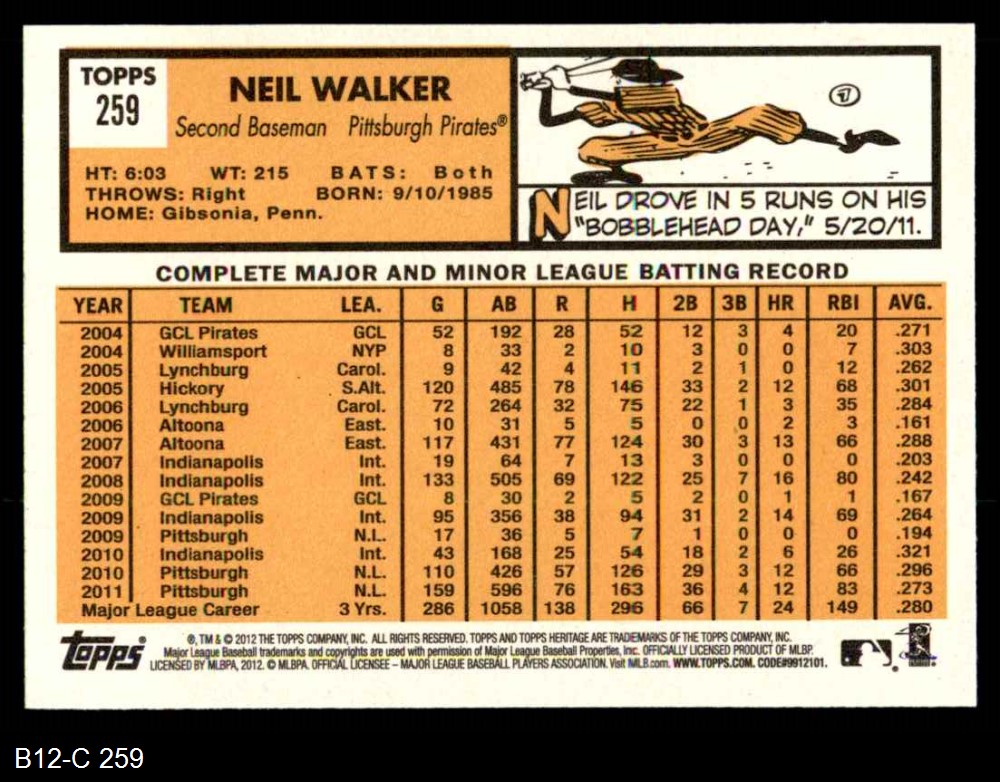 TOPPS
259
NEIL WALKER
Second Baseman Pittsburgh Pirates®
HT: 6:03 WT: 215 BATS: Both
THROWS: Right BORN: 9/10/1985
HOME: Gibsonia, Penn.
NEIL DROVE IN 5 RUNS ON HIS
"BOBBLEHEAD DAY," 5/20/11.
COMPLETE MAJOR AND MINOR LEAGUE BATTING RECORD
YEAR TEAM LEA. G AB R H 2B 3B HR RBI AVG.
2004 GCL Pirates GCL 52 192 28 52 12 3 4 20 .271
2004 Williamsport NYP 8 33 2 10 3 0 0 7 .303
2005 Lynchburg Carol. 9 42 4 11 2 1 0 12 .262
2005 Hickory S.Alt. 120 485 78 146 33 2 12 68 .301
2006 Lynchburg Carol. 72 264 32 75 22 1 3 35 .284
2006 Altoona East. 10 31 5 5 0 0 2 3 .161
2007 Altoona East. 117 431 77 124 30 3 13 66 .288
2007 Indianapolis Int. 19 64 7 13 3 0 0 0 .203
2008 Indianapolis Int. 133 505 69 122 25 7 16 80 .242
2009 GCL Pirates GCL 8 30 2 5 2 0 1 1 .167
2009 Indianapolis Int. 95 356 38 94 31 2 14 69 .264
2009 Pittsburgh N.L. 17 36 5 7 1 0 0 0 .194
2010 Indianapolis Int. 43 168 25 54 18 2 6 26 .321
2010 Pittsburgh N.L. 110 426 57 126 29 3 12 66 .296
2011 Pittsburgh N.L. 159 596 76 163 36 4 12 83 .273
Major League Career 3 Yrs. 286 1058 138 296 66 7 24 149 .280
Topps
®, TM & © 2012 THE TOPPS COMPANY, INC. ALL RIGHTS RESERVED. TOPPS AND TOPPS HERITAGE ARE TRADEMARKS OF THE TOPPS COMPANY, INC.
Major League Baseball trademarks and copyrights are used with permission of Major League Baseball Properties, Inc. OFFICIALLY LICENSED PRODUCT OF MLBP.
LICENSED BY MLBPA, 2012. © MLBPA. OFFICIAL LICENSEE – MAJOR LEAGUE BASEBALL PLAYERS ASSOCIATION. Visit MLB.com. WWW.TOPPS.COM. CODE#9912101.
B12-C 259